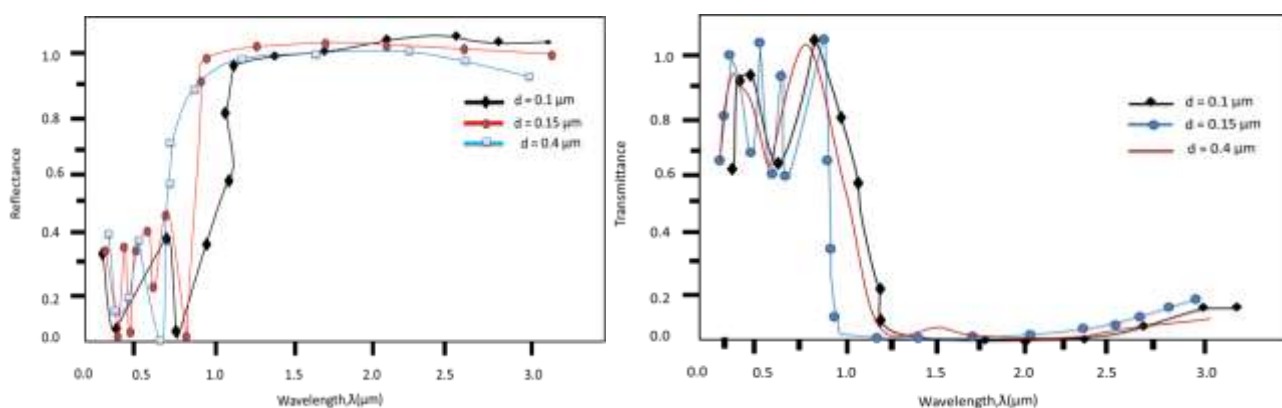 1.0
0.8
0.6
0.4
0.2
0.0
Reflectance
d = 0.1 µm
d = 0.15 µm
d = 0.4 µm
0.0 0.5 1.0 1.5 2.0 2.5 3.0
Wavelength,λ(µm)
1.0
0.8
0.6
0.4
0.2
0.0
Transmittance
d = 0.1 µm
d = 0.15 µm
d = 0.4 µm
0.0 0.5 1.0 1.5 2.0 2.5 3.0
Wavelength,λ(µm)